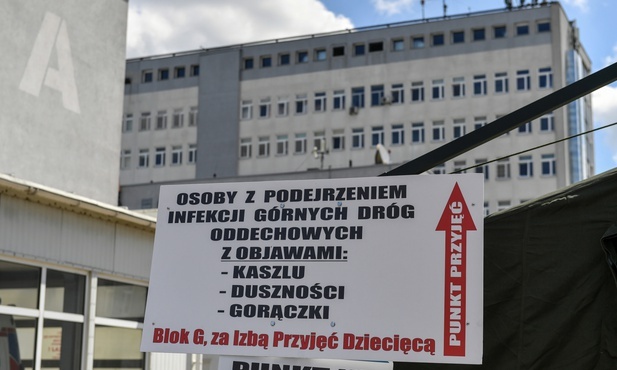 A
OSOBY Z PODEJRZENIEM
INFEKCJI GÓRNYCH DRÓG
ODDECHOWYCH
Z OBJAWAMI:
- KASZLU
- DUSZNOŚCI
- GORĄCZKI
Blok G, za Izbą Przyjęć Dziecięcą
PUNKT PRZYJĘĆ